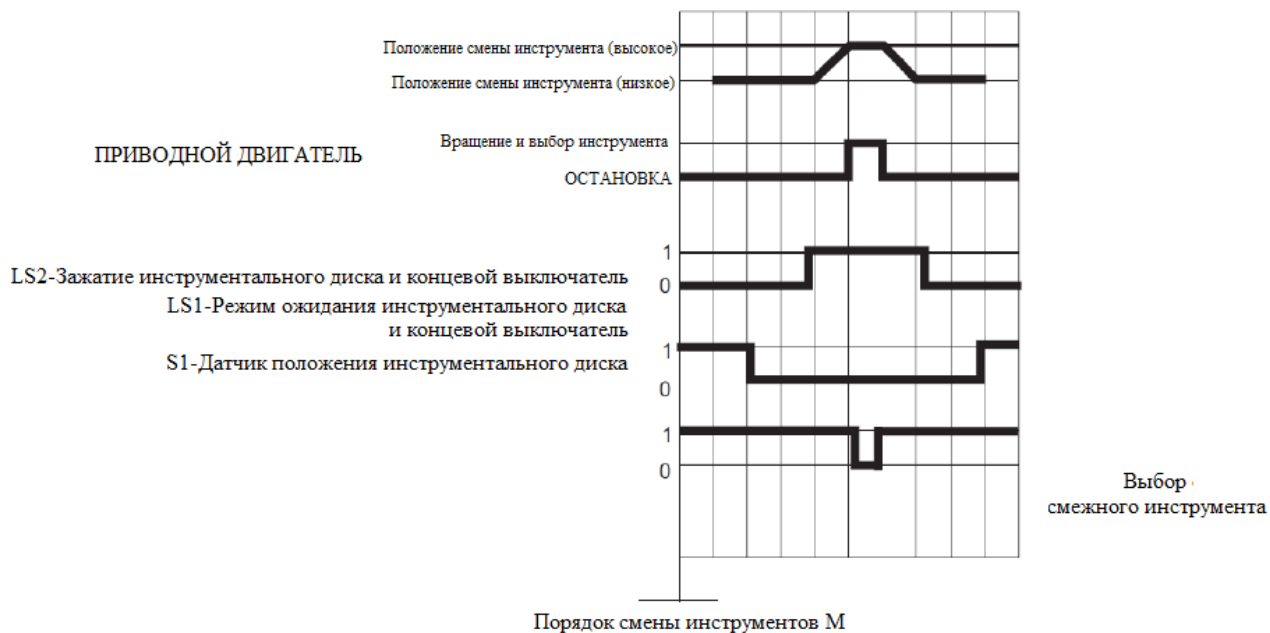 Положение смены инструмента (высокое)
Положение смены инструмента (низкое)
Вращение и выбор инструмента
ПРИВОДНОЙ ДВИГАТЕЛЬ
ОСТАНОВКА
1
LS2-Зажатие инструментального диска и концевой выключатель
0
LS1-Режим ожидания инструментального диска
и концевой выключатель
1
S1-Датчик положения инструментального диска
0
1
0
Выбор
смежного инструмента
Порядок смены инструментов М